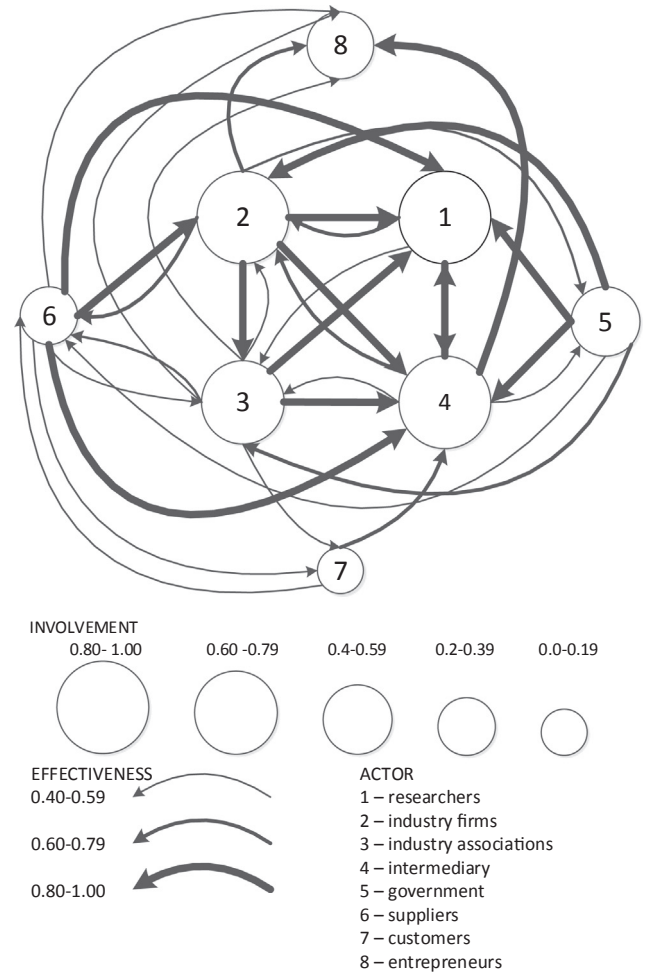 8
2
1
6
5
3
4
7
INVOLVEMENT
0.80- 1.00 0.60 -0.79 0.4-0.59 0.2-0.39 0.0-0.19
EFFECTIVENESS
0.40-0.59
0.60-0.79
0.80-1.00
ACTOR
1 – researchers
2 – industry firms
3 – industry associations
4 – intermediary
5 – government
6 – suppliers
7 – customers
8 – entrepreneurs